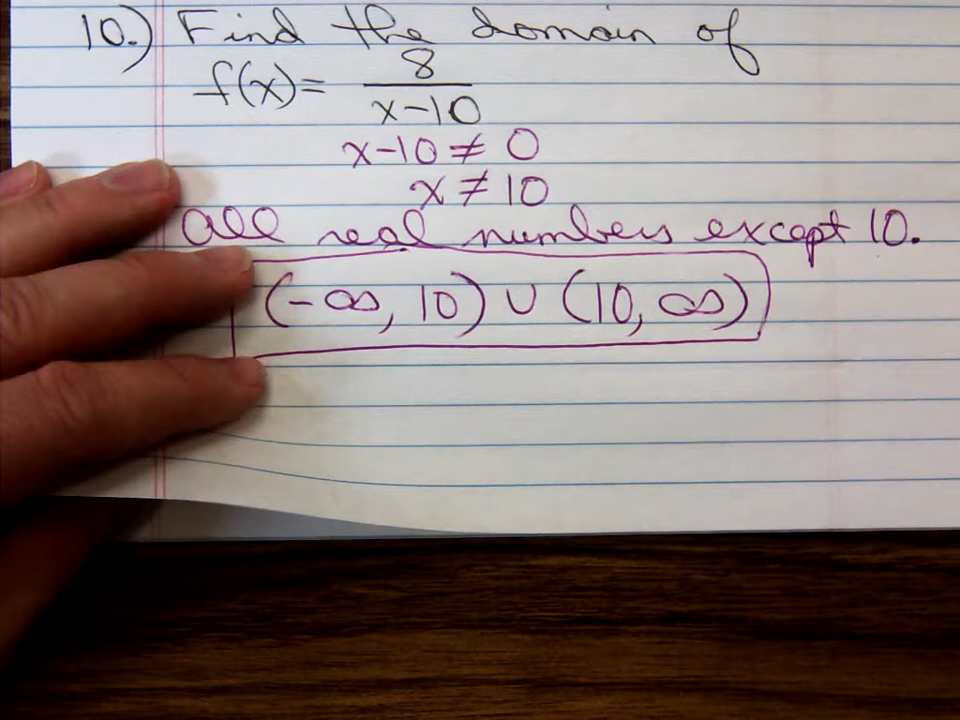 10.) Find the domain of
f(x) = 8/(x-10)
x-10 ≠ 0
x ≠ 10
all real numbers except 10.
(-∞, 10) ∪ (10, ∞)